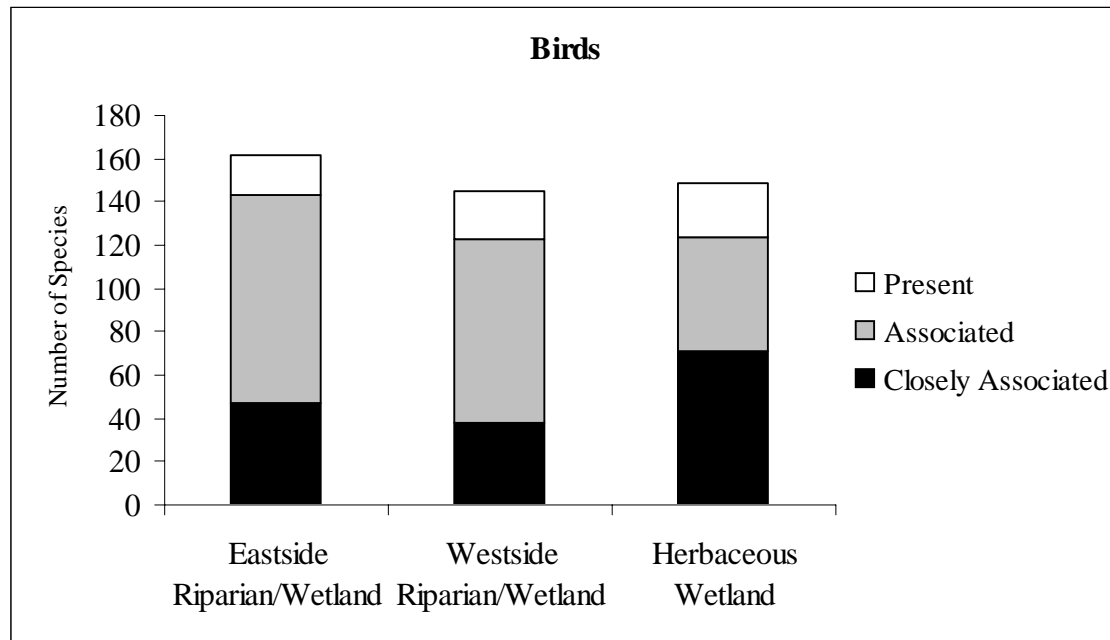 Birds
180
160
140
120
100
80
60
40
20
0
Number of Species
Present
Associated
Closely Associated
Eastside
Riparian/Wetland
Westside
Riparian/Wetland
Herbaceous
Wetland